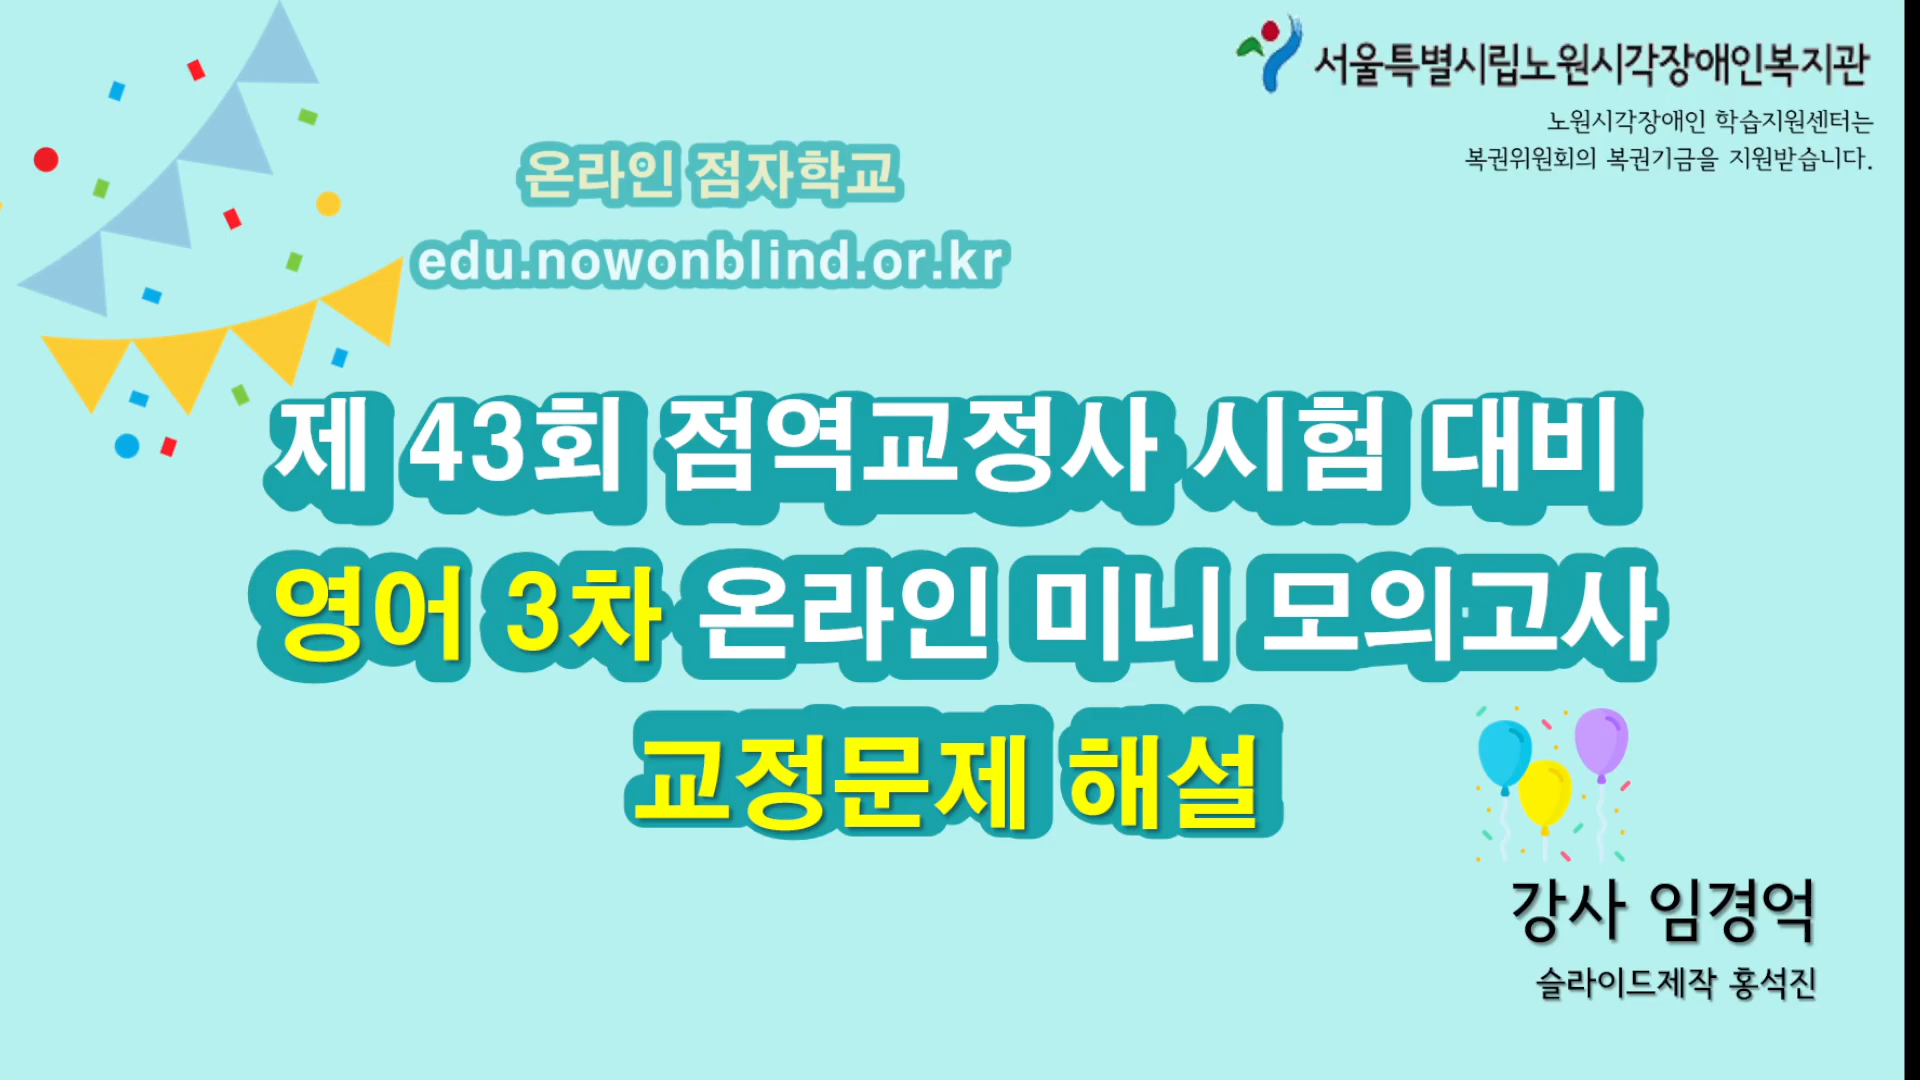 서울특별시립노원시각장애인복지관
노원시각장애인 학습지원센터는
복권위원회의 복권기금을 지원받습니다.
온라인 점자학교
edu.nowonblind.or.kr
제 43회 점역교정사 시험 대비
영어 3차 온라인 미니 모의고사
교정문제 해설
강사 임경억
슬라이드제작 홍석진